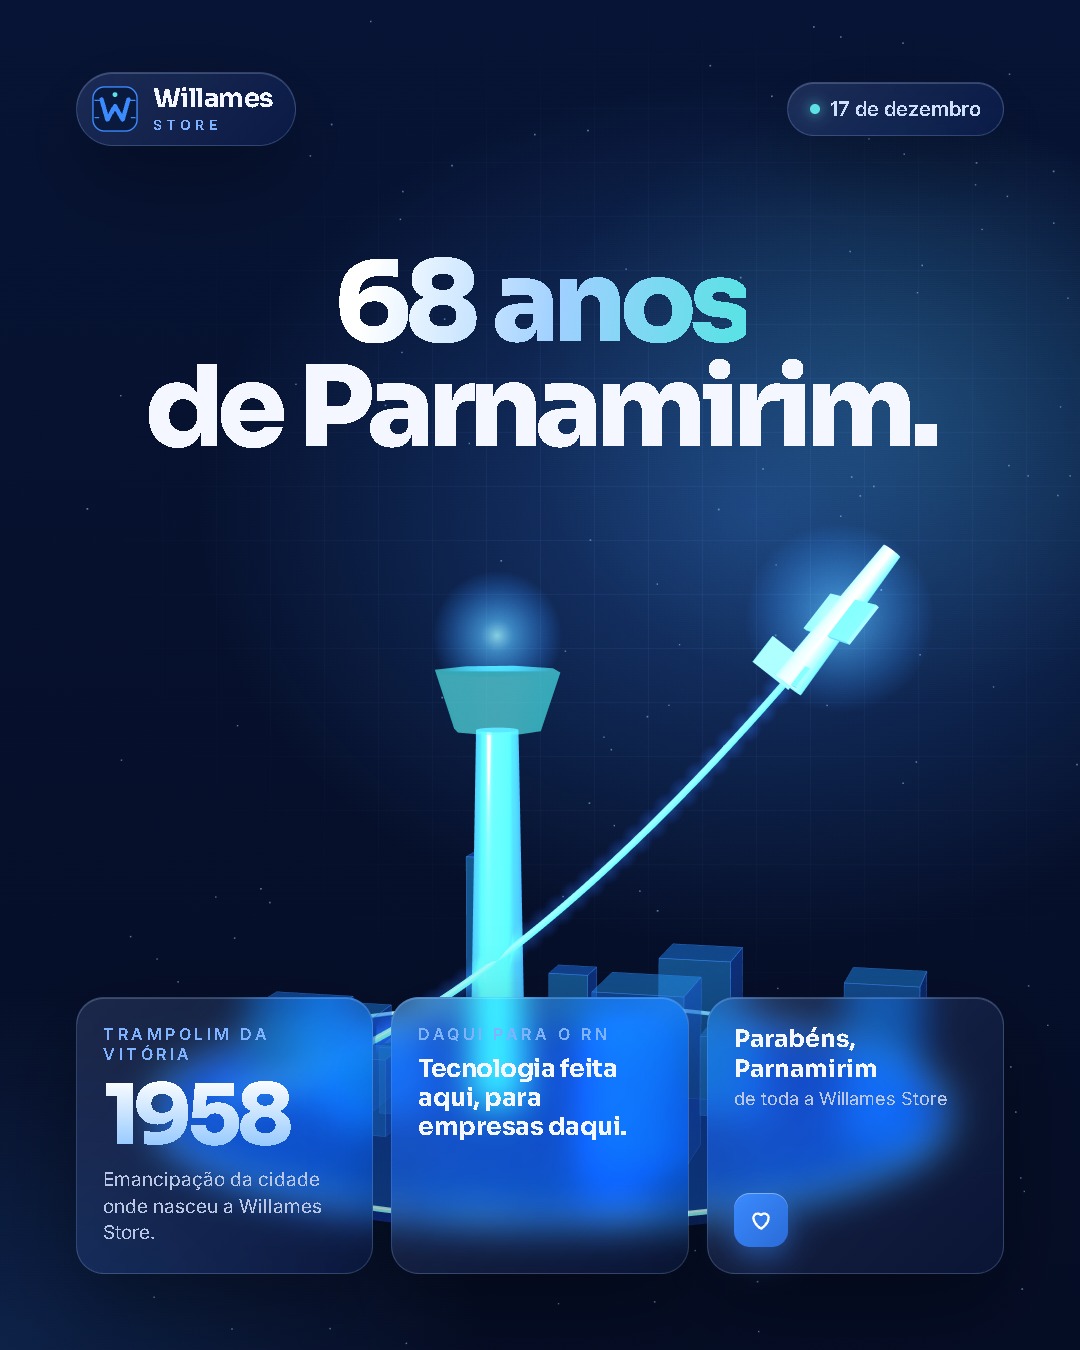 Willames
STORE
17 de dezembro
68 anos
de Parnamirim.
TRAMPOLIM DA
VITÓRIA
1958
Emancipação da cidade
onde nasceu a Willames
Store.
DAQUI PARA O RN
Tecnologia feita
aqui, para
empresas daqui.
Parabéns,
Parnamirim
de toda a Willames Store